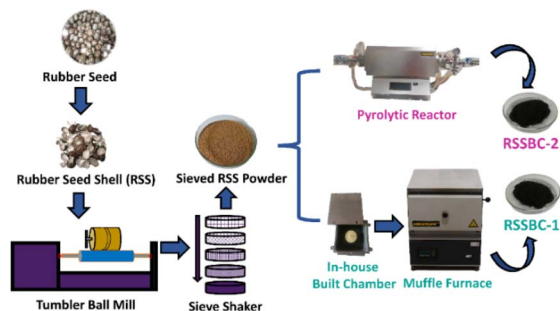 Rubber Seed
Rubber Seed Shell (RSS)
Tumbler Ball Mill
Sieve Shaker
Sieved RSS Powder
Pyrolytic Reactor
RSSBC-2
In-house
Built Chamber
Muffle Furnace
RSSBC-1